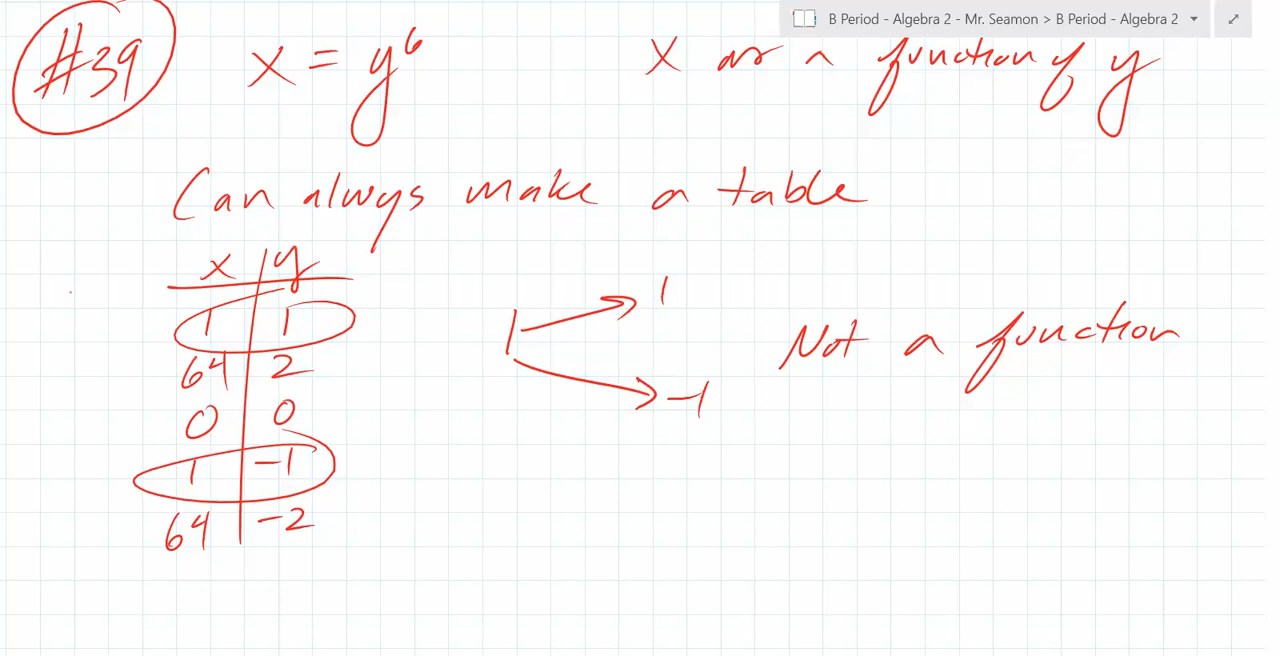 B Period - Algebra 2 - Mr. Seamon > B Period - Algebra 2
#39 x = y⁶ x as a function of y
Can always make a table
x y
1 1
64 2
0 0
1 -1
64 -2
1 1
-1
Not a function